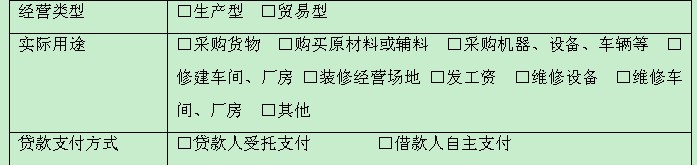 经营类型 □生产型 □贸易型
实际用途 □采购货物 □购买原材料或辅料 □采购机器、设备、车辆等 □
修建车间、厂房 □装修经营场地 □发工资 □维修设备 □维修车
间、厂房 □其他
贷款支付方式 □贷款人受托支付 □借款人自主支付